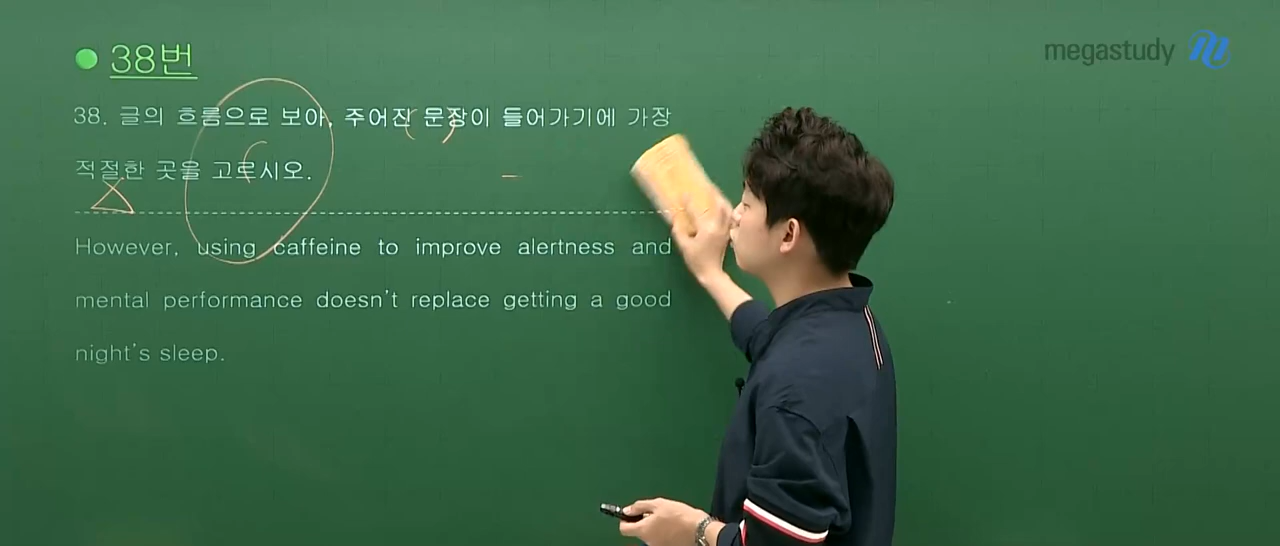 megastudy
38번
38. 글의 흐름으로 보아, 주어진 문장이 들어가기에 가장
적절한 곳을 고르시오.
However, using caffeine to improve alertness and
mental performance doesn't replace getting a good
night's sleep.